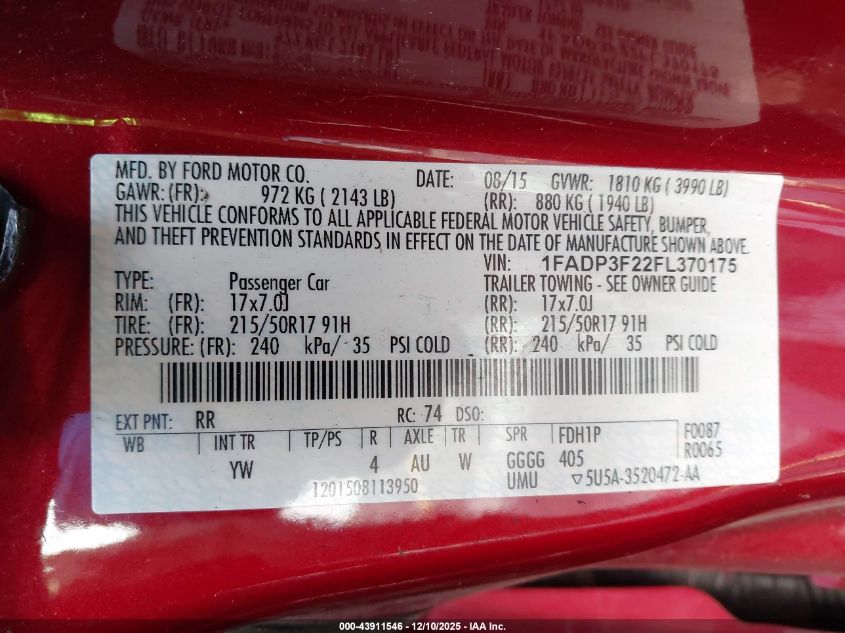 MFD. BY FORD MOTOR CO. DATE: 08/15 GVWR: 1810 KG ( 3990 LB)
GAWR: (FR): 972 KG ( 2143 LB) (RR): 880 KG ( 1940 LB)
THIS VEHICLE CONFORMS TO ALL APPLICABLE FEDERAL MOTOR VEHICLE SAFETY, BUMPER,
AND THEFT PREVENTION STANDARDS IN EFFECT ON THE DATE OF MANUFACTURE SHOWN ABOVE.
VIN: 1FADP3F22FL370175
TYPE: Passenger Car TRAILER TOWING - SEE OWNER GUIDE
RIM: (FR): 17x7.0J (RR): 17x7.0J
TIRE: (FR): 215/50R17 91H (RR): 215/50R17 91H
PRESSURE: (FR): 240 kPa/ 35 PSI COLD (RR): 240 kPa/ 35 PSI COLD
EXT PNT: RR RC: 74 DSO:
WB INT TR TP/PS R AXLE TR SPR FDH1P F0087
YW 4 AU W GGGG 405 R0065
1201508113950 UMU ▽5U5A-3520472-AA
000-43911546 - 12/10/2025 - IAA Inc.